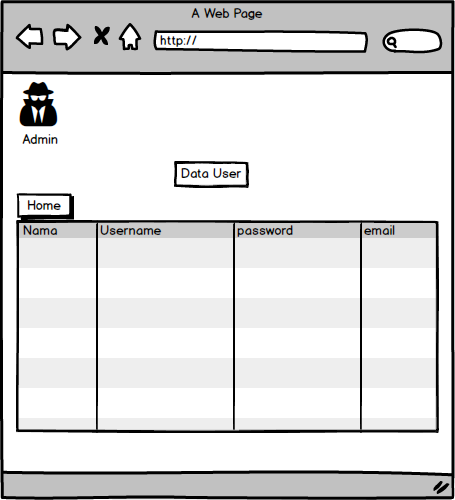 A Web Page
http://
Admin
Data User
Home
Nama Username password email